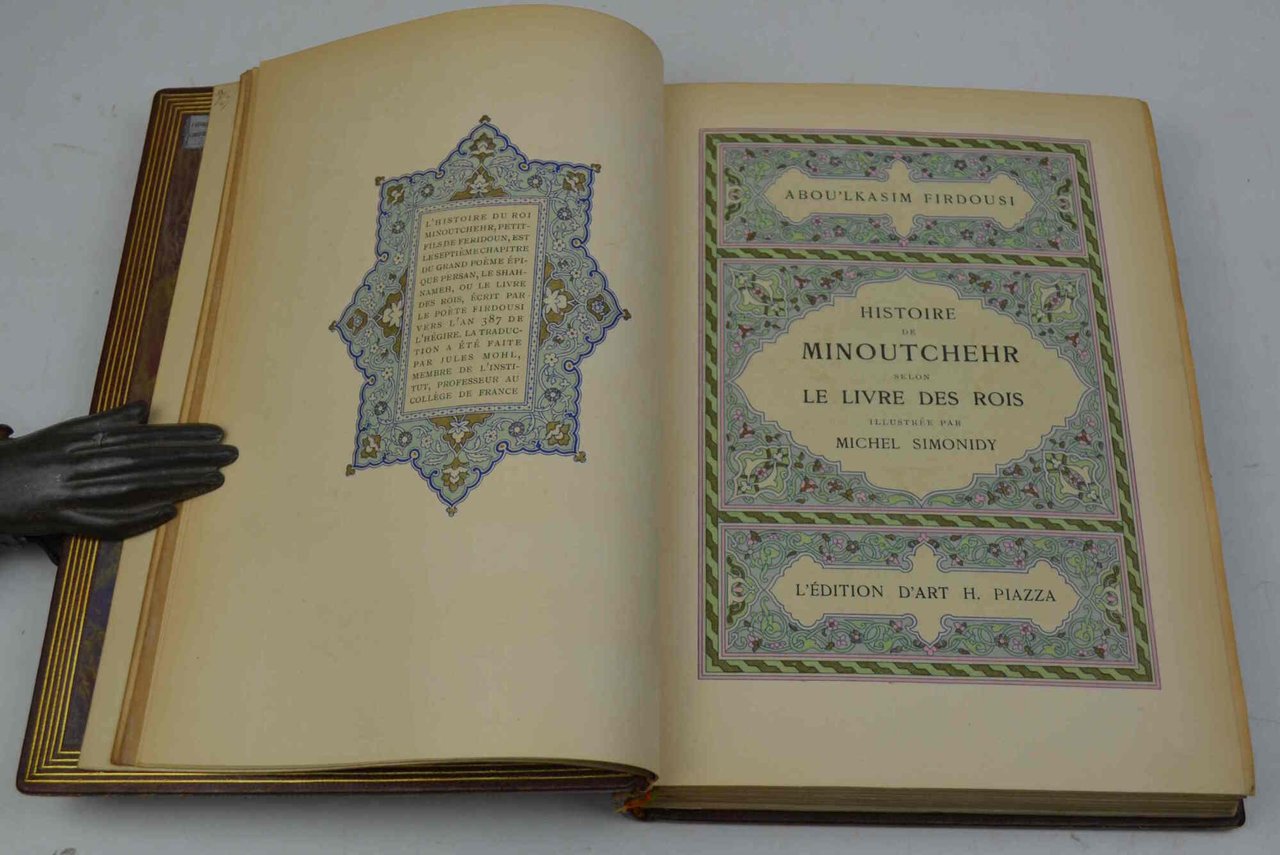 L'HISTOIRE DU ROI
MINOUTCHEHR, PETIT-
FILS DE FERIDOUN, EST
LE SEPTIÈME CHAPITRE
DU GRAND POÈME ÉPI-
QUE PERSAN, LE SHAH-
NAMEH, OU LE LIVRE
DES ROIS, ÉCRIT PAR
LE POÈTE FIRDOUSI
VERS L'AN 387 DE
L'HÉGIRE. LA TRADUC-
TION A ÉTÉ FAITE
PAR JULES MOHL,
MEMBRE DE L'INSTI-
TUT, PROFESSEUR AU
COLLÈGE DE FRANCE
ABOU'LKASIM FIRDOUSI
HISTOIRE
DE
MINOUTCHEHR
SELON
LE LIVRE DES ROIS
ILLUSTRÉE PAR
MICHEL SIMONIDY
L'ÉDITION D'ART H. PIAZZA